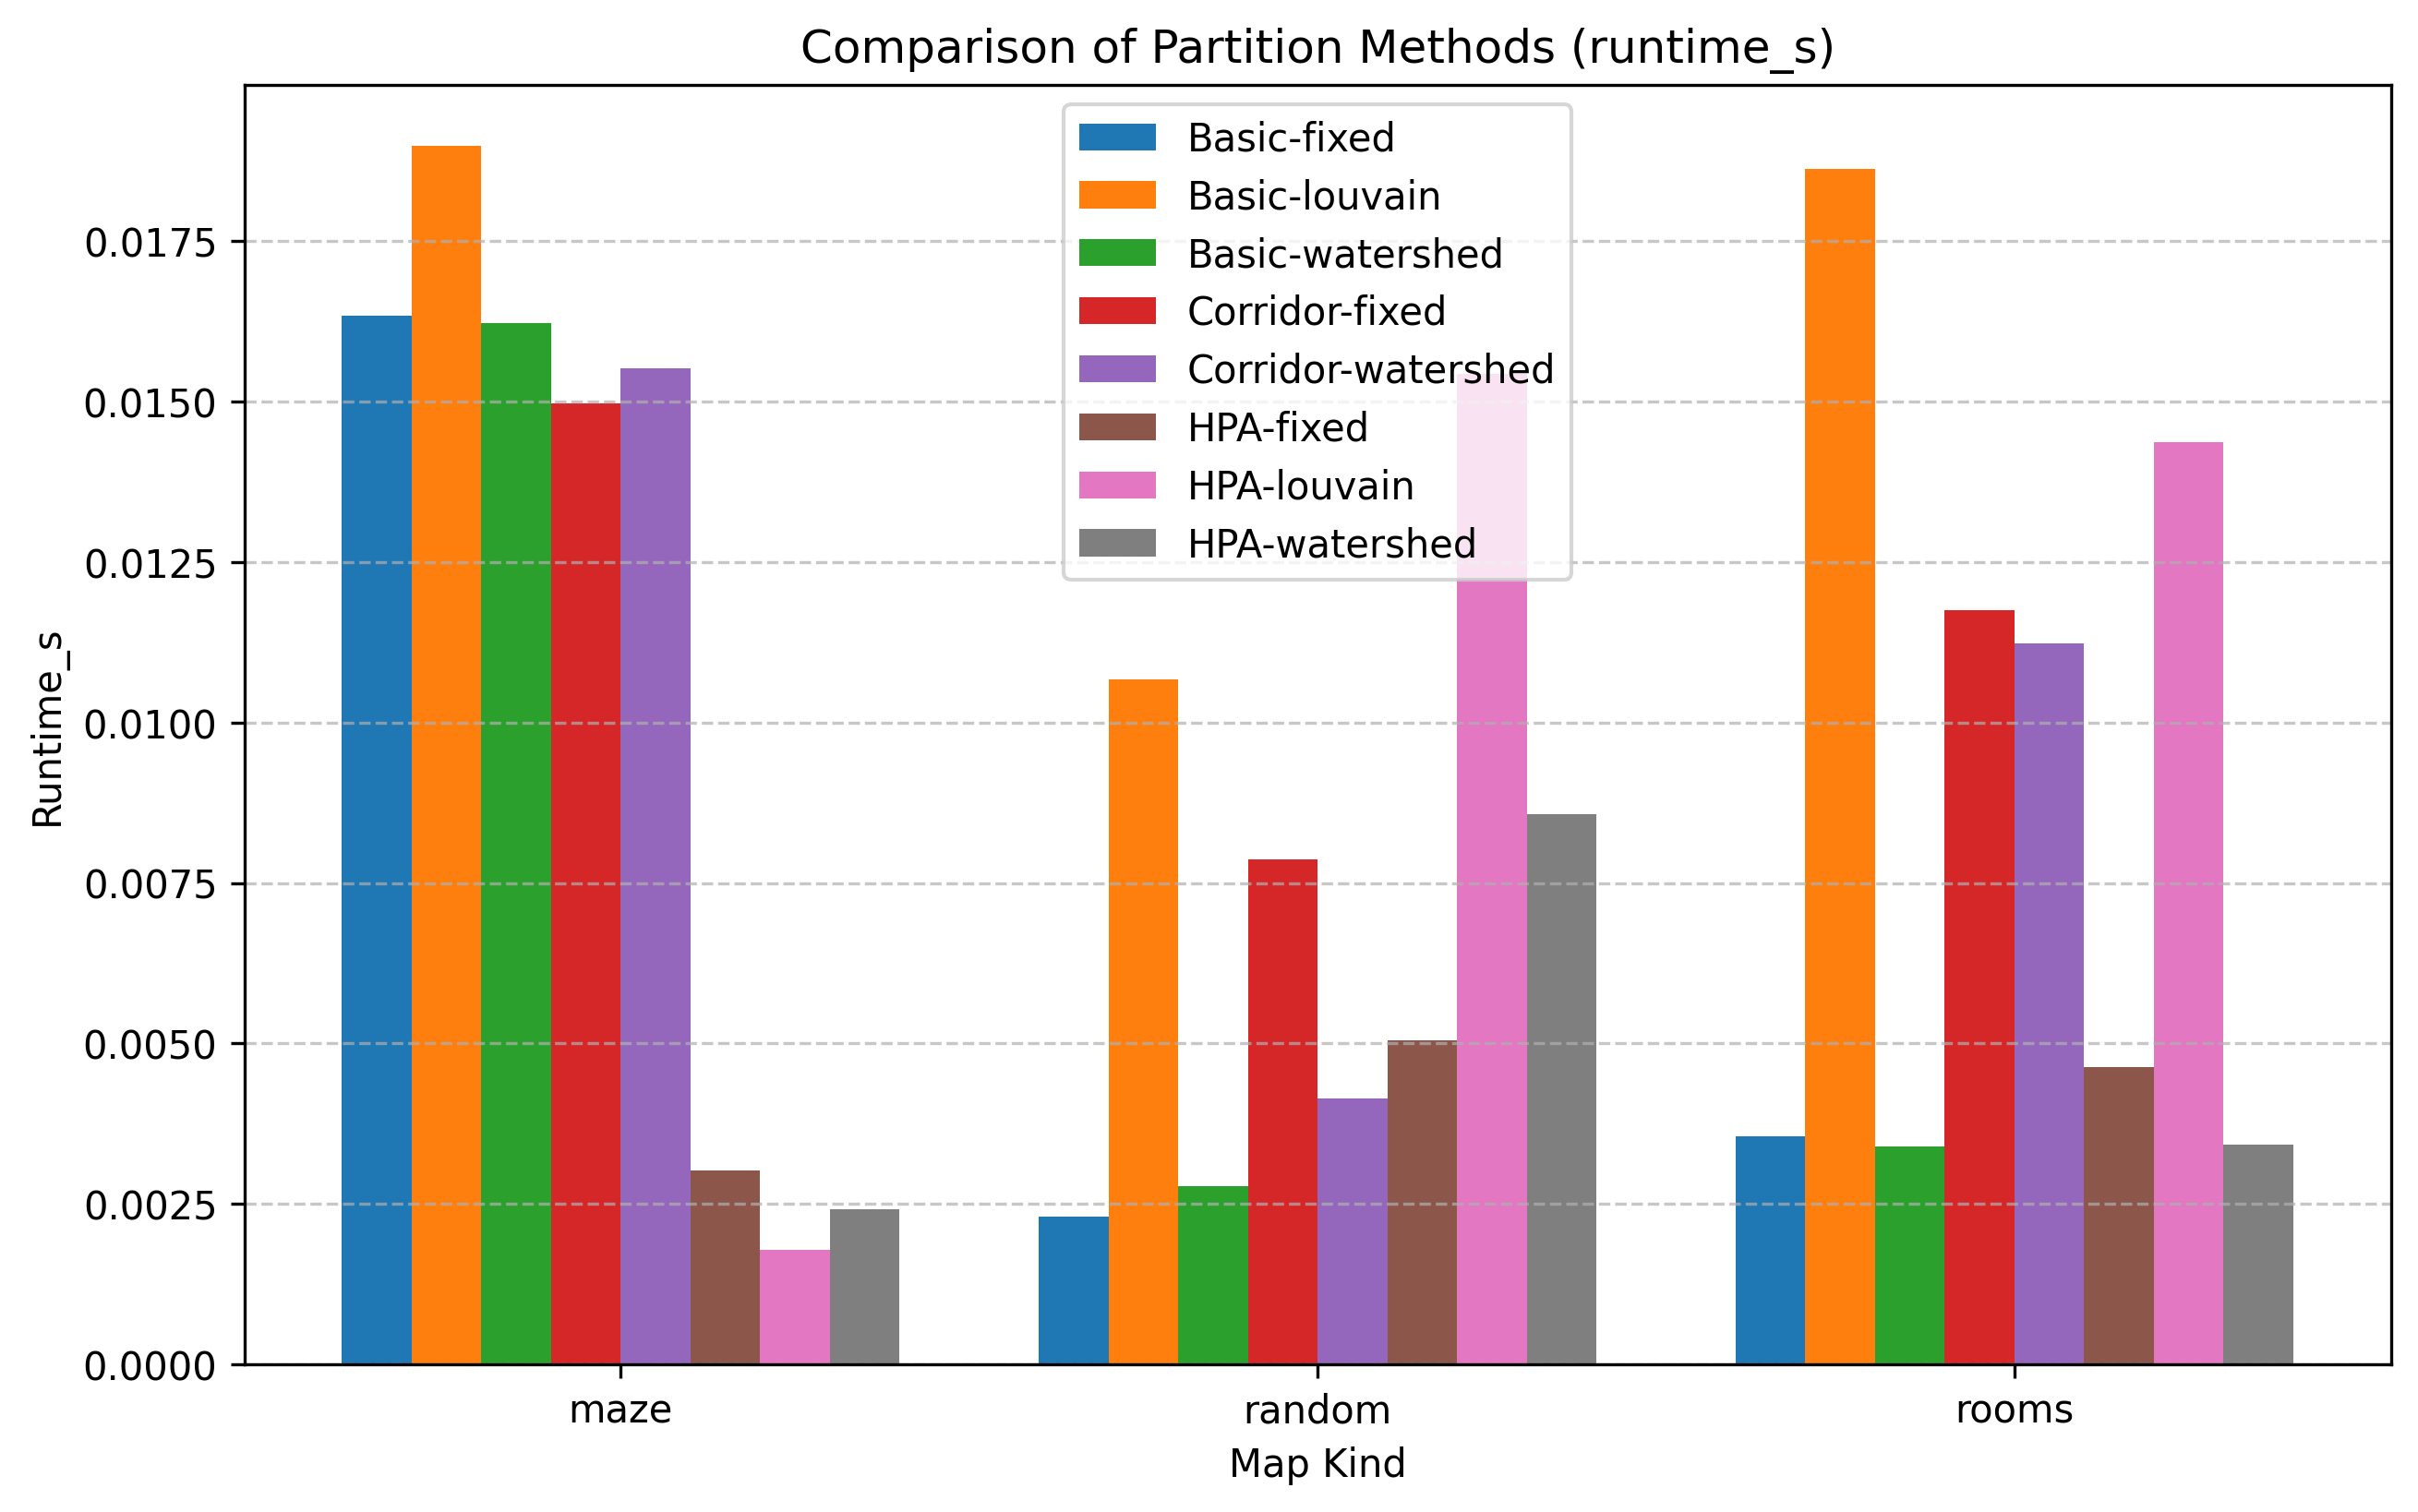 Comparison of Partition Methods (runtime_s)
Basic-fixed
Basic-louvain
Basic-watershed
Corridor-fixed
Corridor-watershed
HPA-fixed
HPA-louvain
HPA-watershed
0.0175
0.0150
0.0125
0.0100
0.0075
0.0050
0.0025
0.0000
Runtime_s
maze
random
rooms
Map Kind